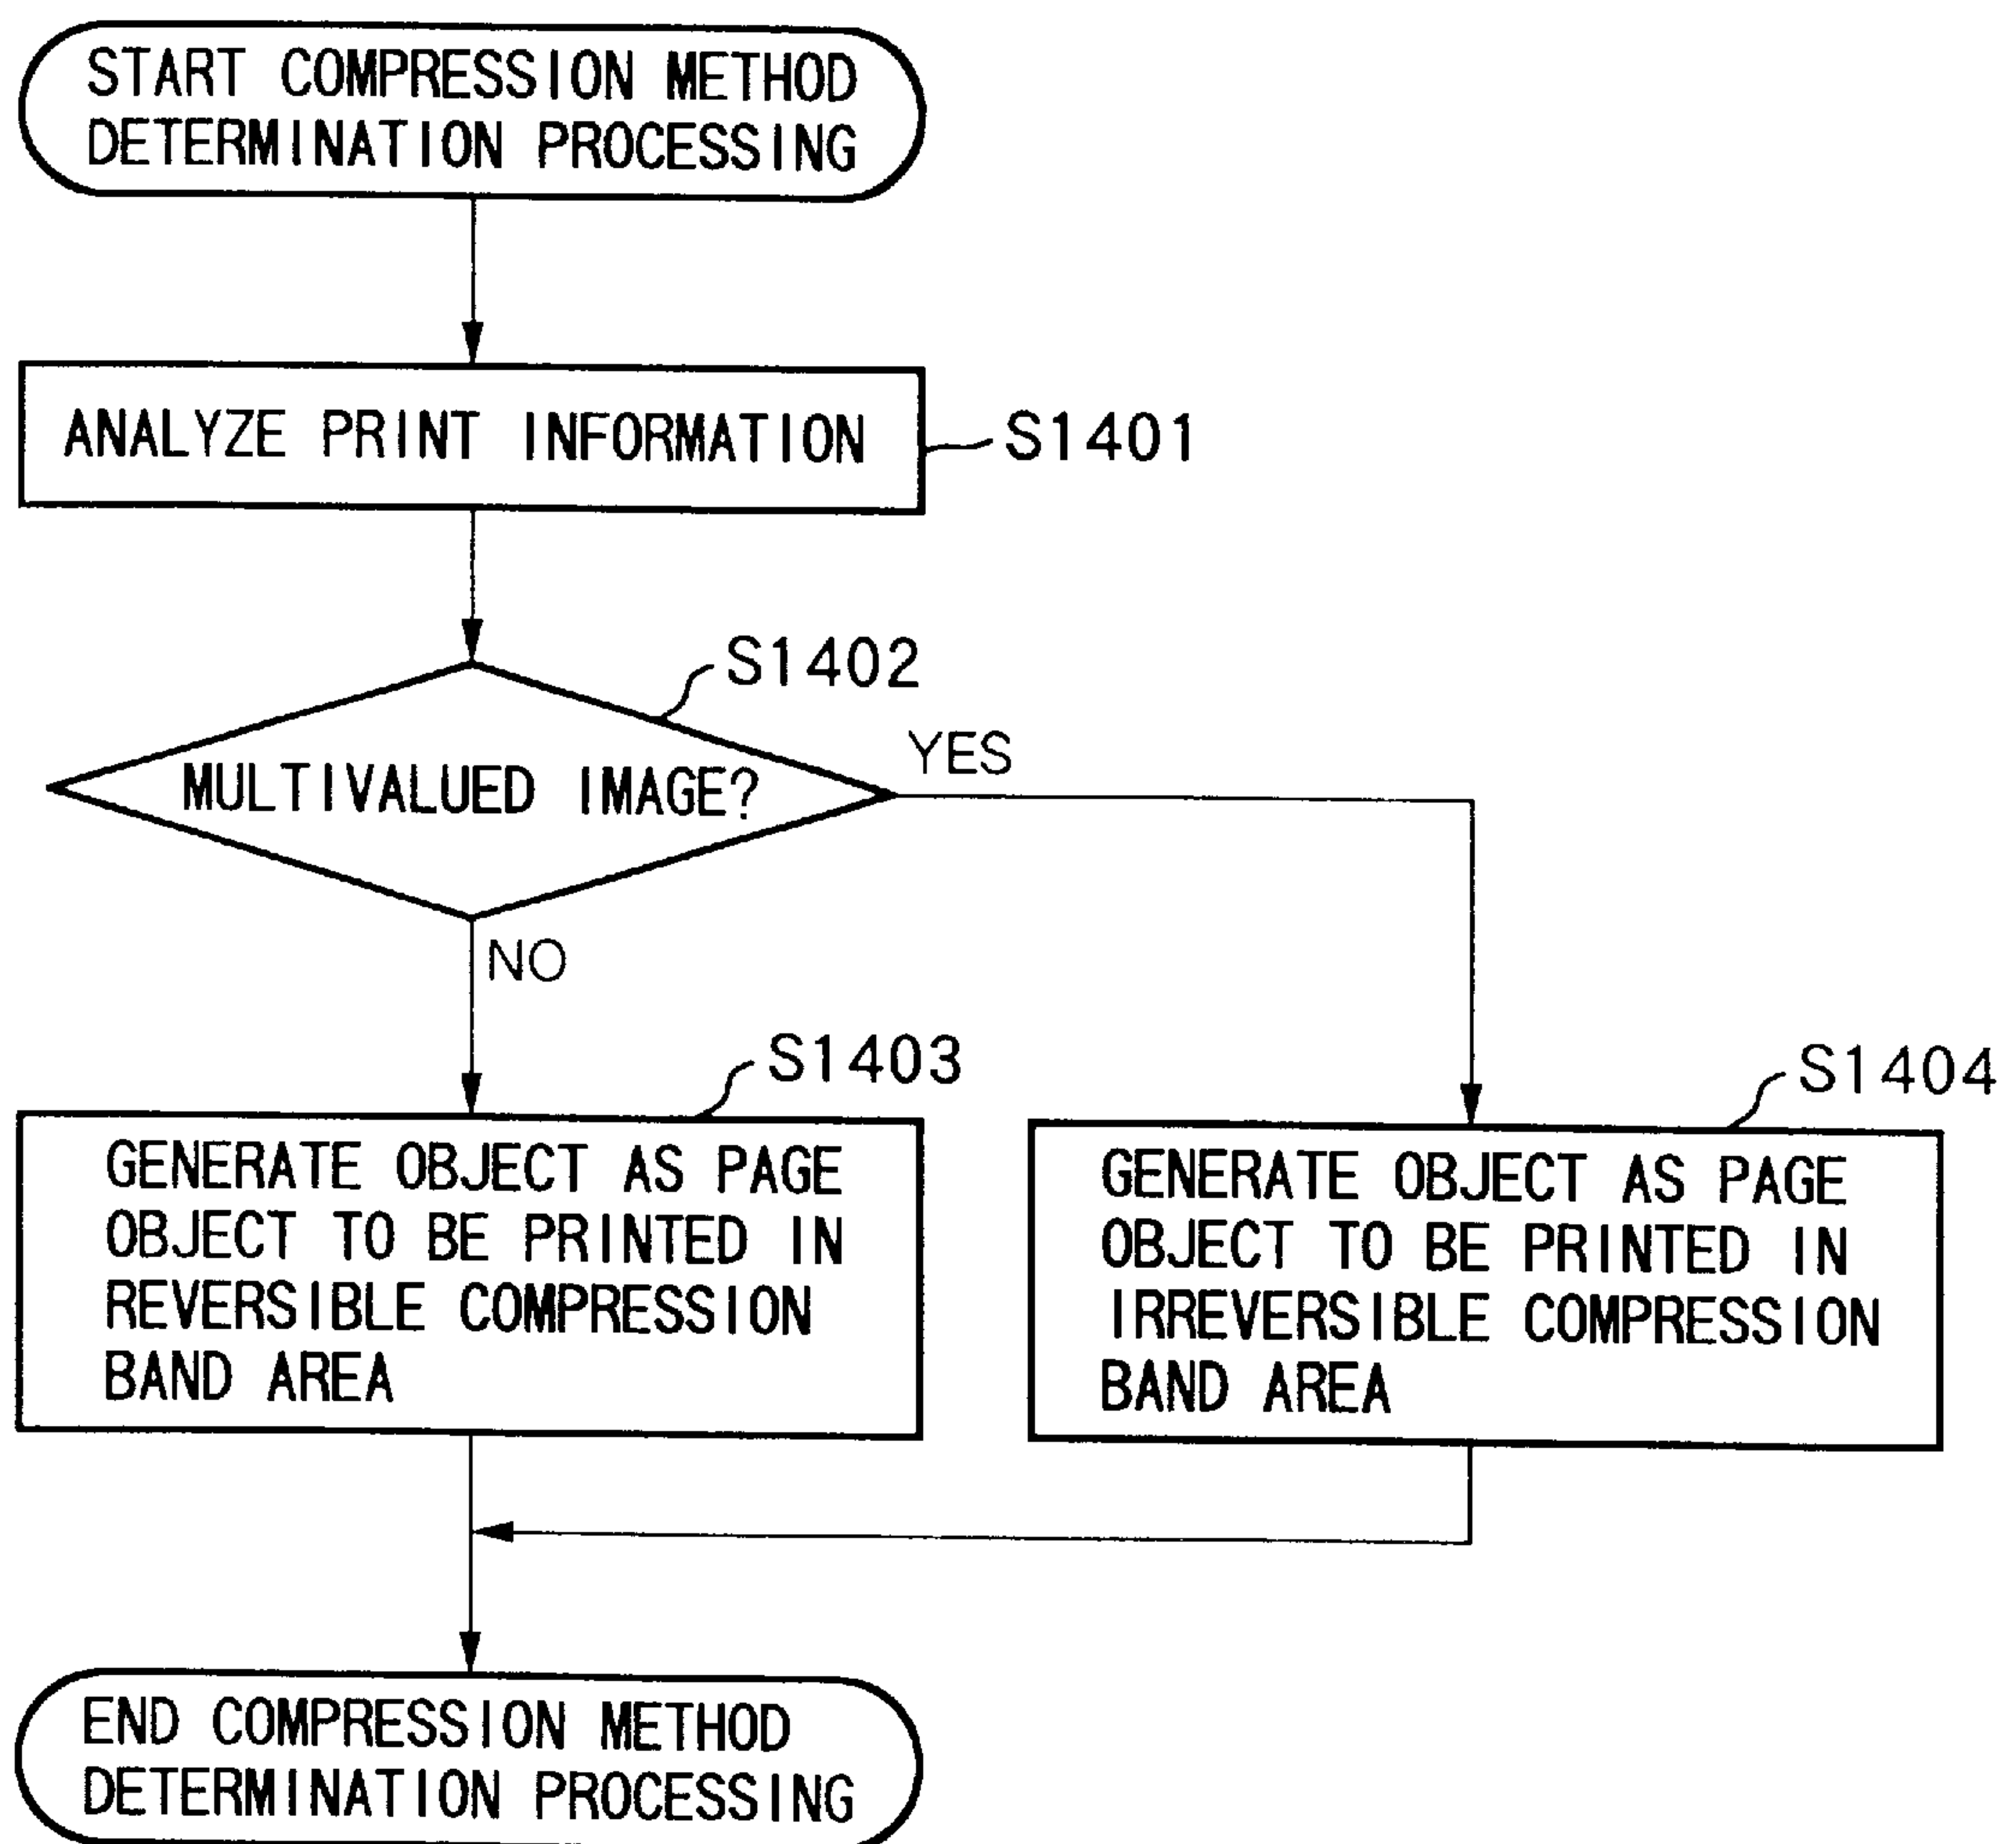 START COMPRESSION METHOD
DETERMINATION PROCESSING
ANALYZE PRINT INFORMATION
S1401
S1402
MULTIVALUED IMAGE?
YES
NO
S1403
GENERATE OBJECT AS PAGE
OBJECT TO BE PRINTED IN
REVERSIBLE COMPRESSION
BAND AREA
S1404
GENERATE OBJECT AS PAGE
OBJECT TO BE PRINTED IN
IRREVERSIBLE COMPRESSION
BAND AREA
END COMPRESSION METHOD
DETERMINATION PROCESSING